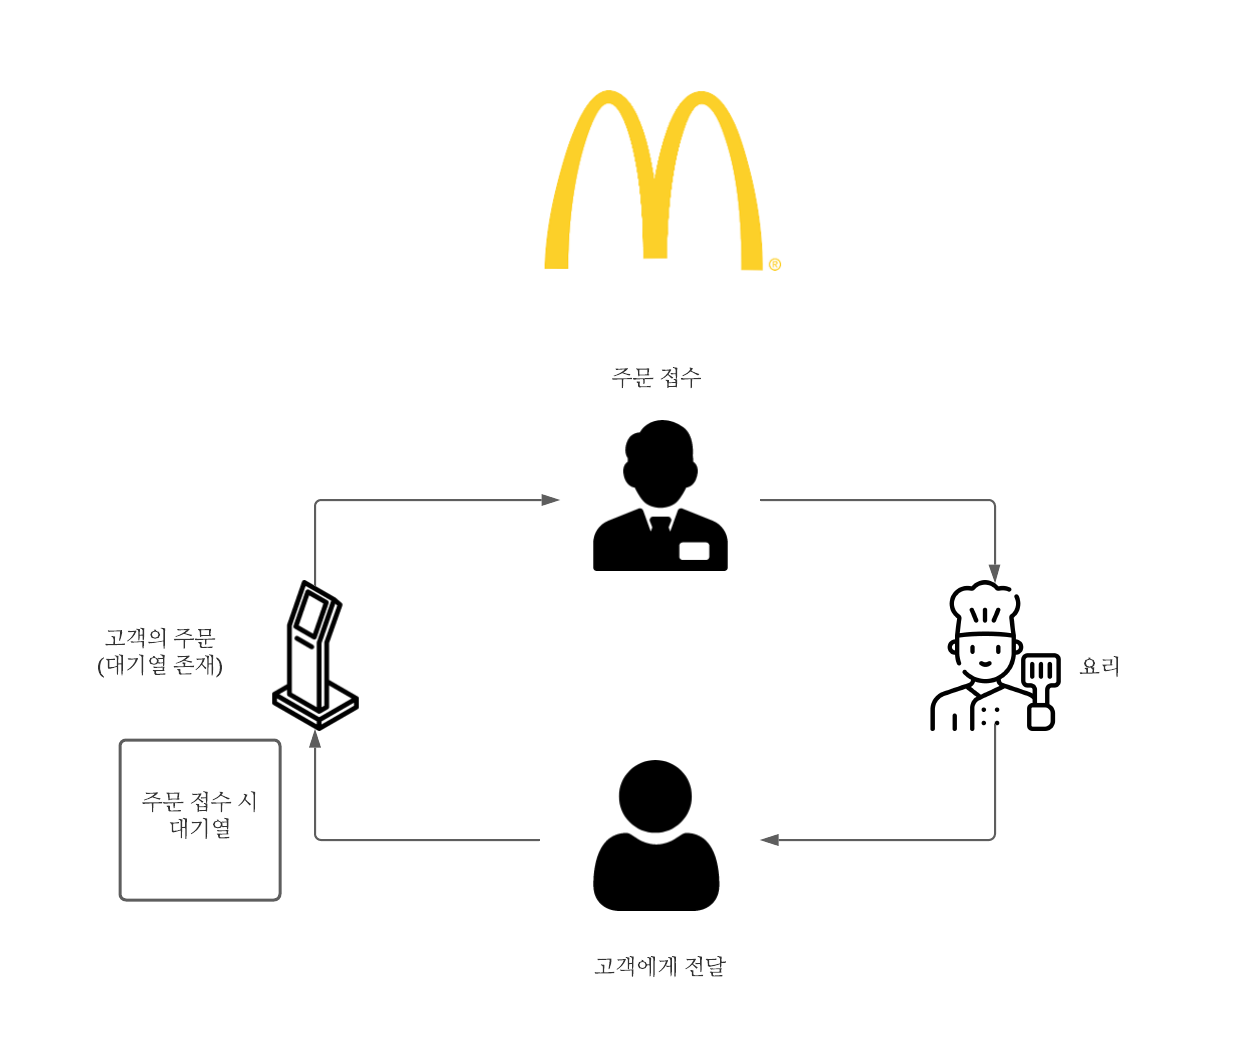 ®
주문 접수
고객의 주문
(대기열 존재)
요리
주문 접수 시
대기열
고객에게 전달